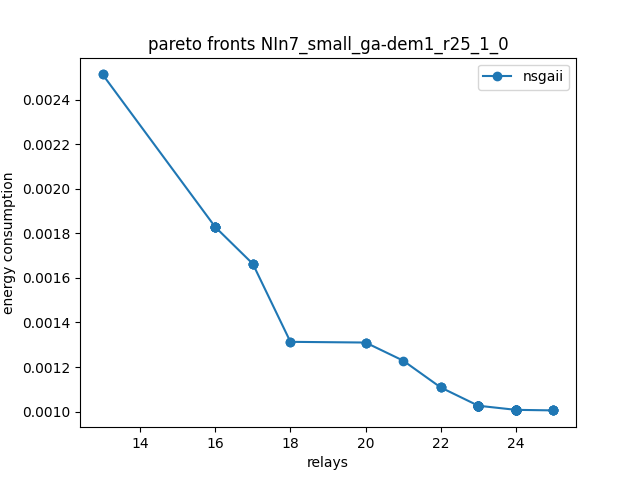 pareto fronts NIn7_small_ga-dem1_r25_1_0
nsgaii
energy consumption
0.0024
0.0022
0.0020
0.0018
0.0016
0.0014
0.0012
0.0010
14 16 18 20 22 24
relays